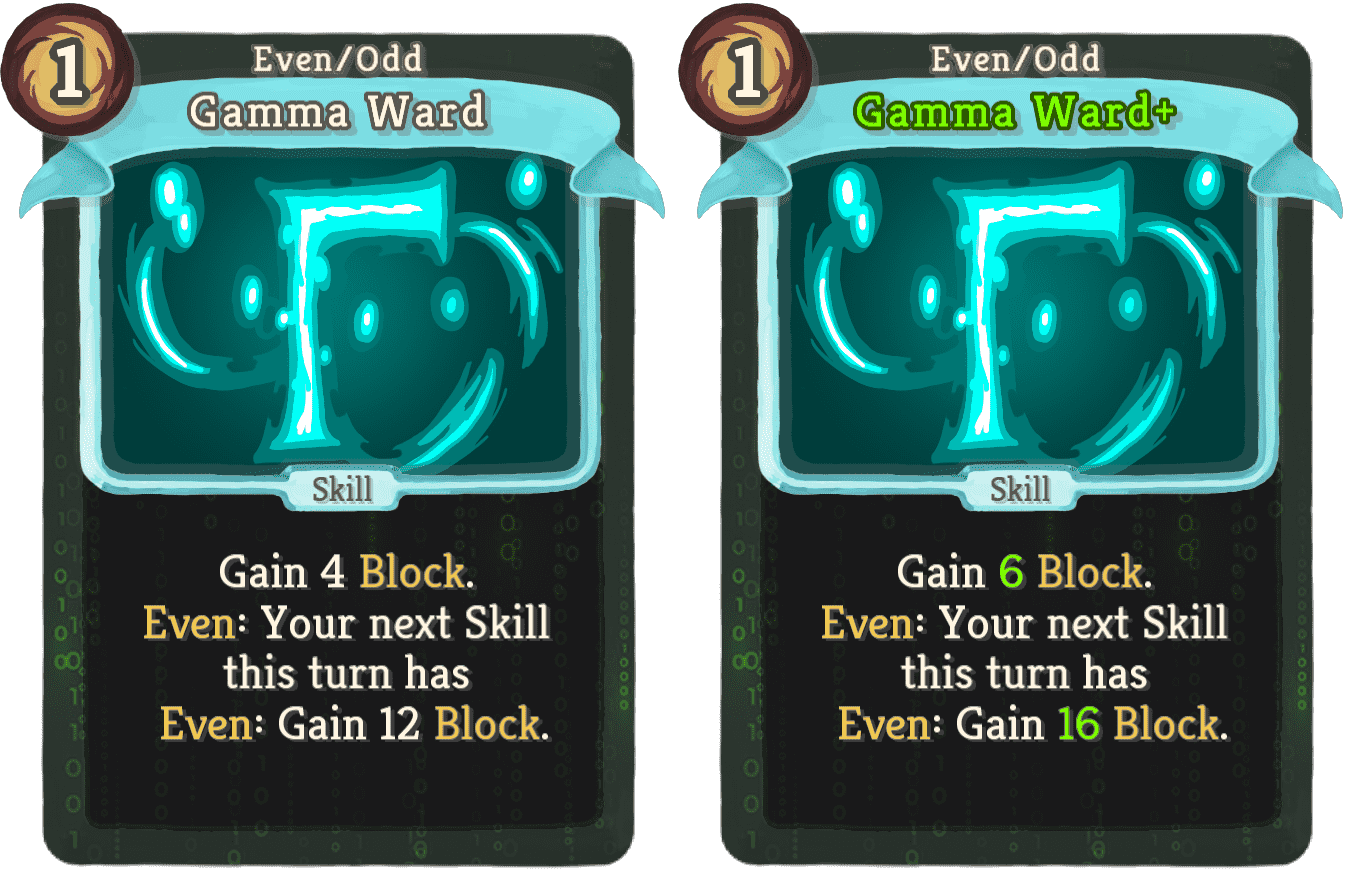 1
Even/Odd
Gamma Ward
Skill
Gain 4 Block.
Even: Your next Skill
this turn has
Even: Gain 12 Block.
1
Even/Odd
Gamma Ward+
Skill
Gain 6 Block.
Even: Your next Skill
this turn has
Even: Gain 16 Block.